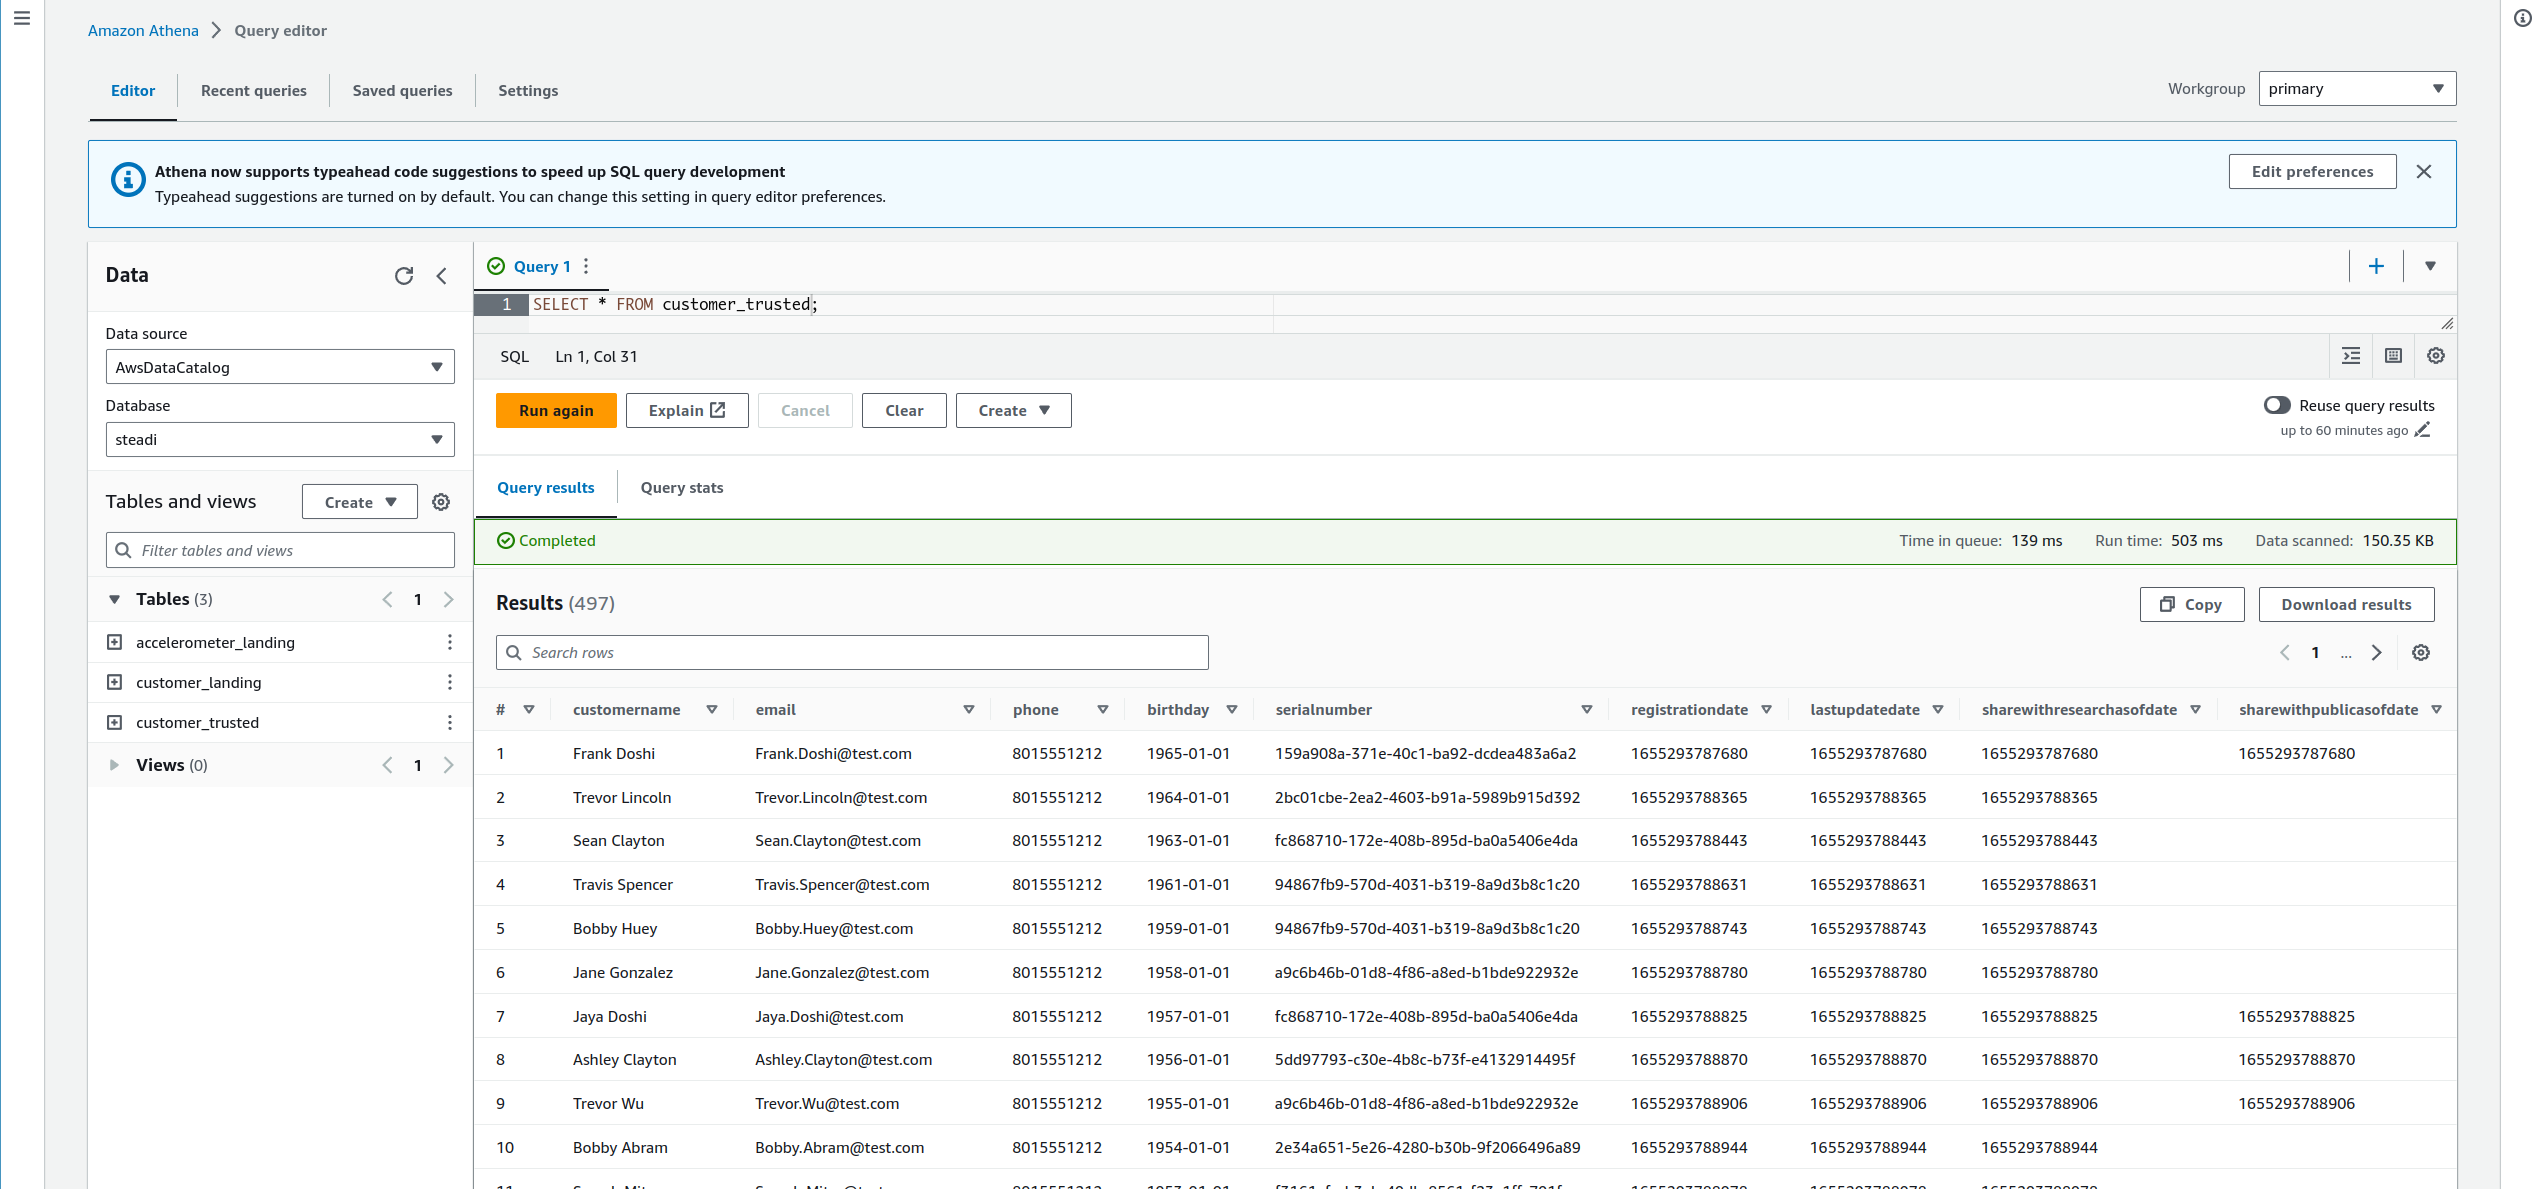 Amazon Athena > Query editor
Editor Recent queries Saved queries Settings
Workgroup primary
Athena now supports typeahead code suggestions to speed up SQL query development
Typeahead suggestions are turned on by default. You can change this setting in query editor preferences.
Edit preferences
Data
Data source
AwsDataCatalog
Database
steadi
Tables and views Create
Filter tables and views
Tables (3) 1
accelerometer_landing
customer_landing
customer_trusted
Views (0) 1
Query 1
1 SELECT * FROM customer_trusted;
SQL Ln 1, Col 31
Run again Explain Cancel Clear Create
Reuse query results
up to 60 minutes ago
Query results Query stats
Completed Time in queue: 139 ms Run time: 503 ms Data scanned: 150.35 KB
Results (497) Copy Download results
Search rows 1 ...
# customername email phone birthday serialnumber registrationdate lastupdatedate sharewithresearchasofdate sharewithpublicasofdate
1 Frank Doshi Frank.Doshi@test.com 8015551212 1965-01-01 159a908a-371e-40c1-ba92-dcdea483a6a2 1655293787680 1655293787680 1655293787680 1655293787680
2 Trevor Lincoln Trevor.Lincoln@test.com 8015551212 1964-01-01 2bc01cbe-2ea2-4603-b91a-5989b915d392 1655293788365 1655293788365 1655293788365
3 Sean Clayton Sean.Clayton@test.com 8015551212 1963-01-01 fc868710-172e-408b-895d-ba0a5406e4da 1655293788443 1655293788443 1655293788443
4 Travis Spencer Travis.Spencer@test.com 8015551212 1961-01-01 94867fb9-570d-4031-b319-8a9d3b8c1c20 1655293788631 1655293788631 1655293788631
5 Bobby Huey Bobby.Huey@test.com 8015551212 1959-01-01 94867fb9-570d-4031-b319-8a9d3b8c1c20 1655293788743 1655293788743 1655293788743
6 Jane Gonzalez Jane.Gonzalez@test.com 8015551212 1958-01-01 a9c6b46b-01d8-4f86-a8ed-b1bde922932e 1655293788780 1655293788780 1655293788780
7 Jaya Doshi Jaya.Doshi@test.com 8015551212 1957-01-01 fc868710-172e-408b-895d-ba0a5406e4da 1655293788825 1655293788825 1655293788825 1655293788825
8 Ashley Clayton Ashley.Clayton@test.com 8015551212 1956-01-01 5dd97793-c30e-4b8c-b73f-e4132914495f 1655293788870 1655293788870 1655293788870 1655293788870
9 Trevor Wu Trevor.Wu@test.com 8015551212 1955-01-01 a9c6b46b-01d8-4f86-a8ed-b1bde922932e 1655293788906 1655293788906 1655293788906 1655293788906
10 Bobby Abram Bobby.Abram@test.com 8015551212 1954-01-01 2e34a651-5e26-4280-b30b-9f2066496a89 1655293788944 1655293788944 1655293788944